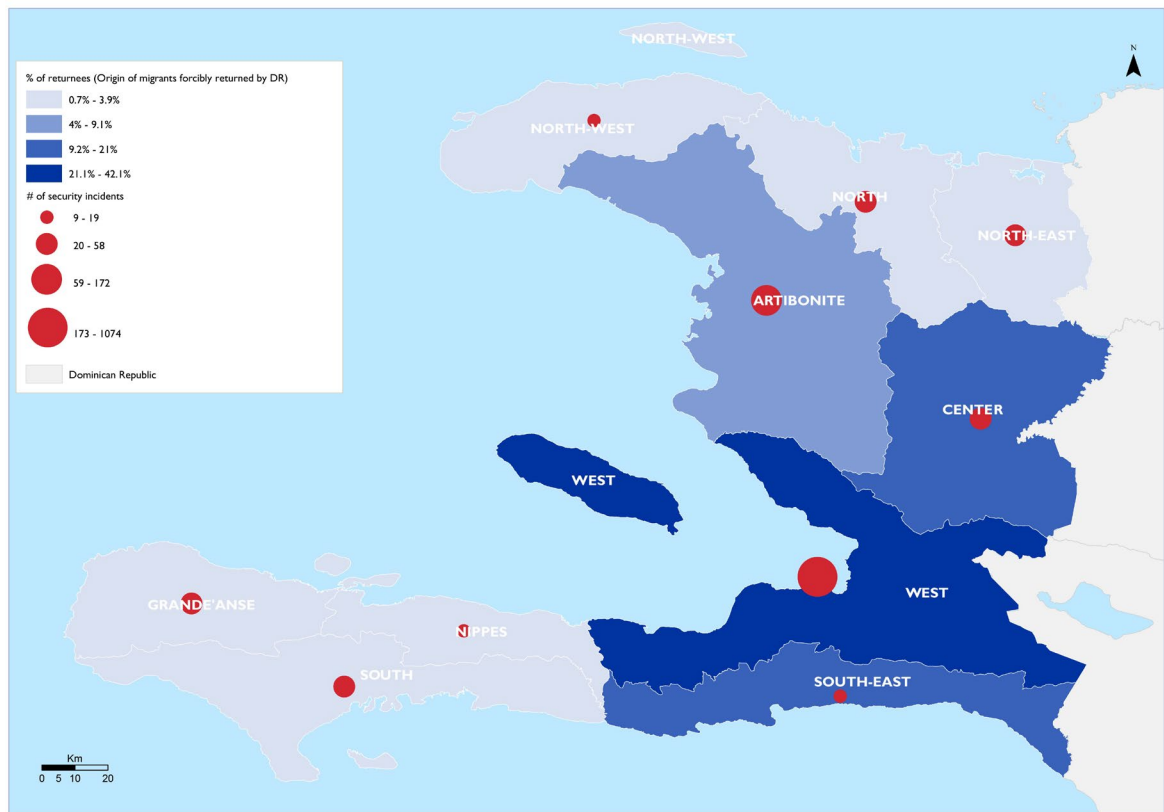 % of returnees (Origin of migrants forcibly returned by DR)
0.7% - 3.9%
4% - 9.1%
9.2% - 21%
21.1% - 42.1%
# of security incidents
9 - 19
20 - 58
59 - 172
173 - 1074
Dominican Republic
N
NORTH-WEST
NORTH-WEST
NORTH
NORTH-EAST
ARTIBONITE
CENTER
WEST
WEST
GRANDE'ANSE
NIPPES
SOUTH
SOUTH-EAST
Km
0 5 10 20